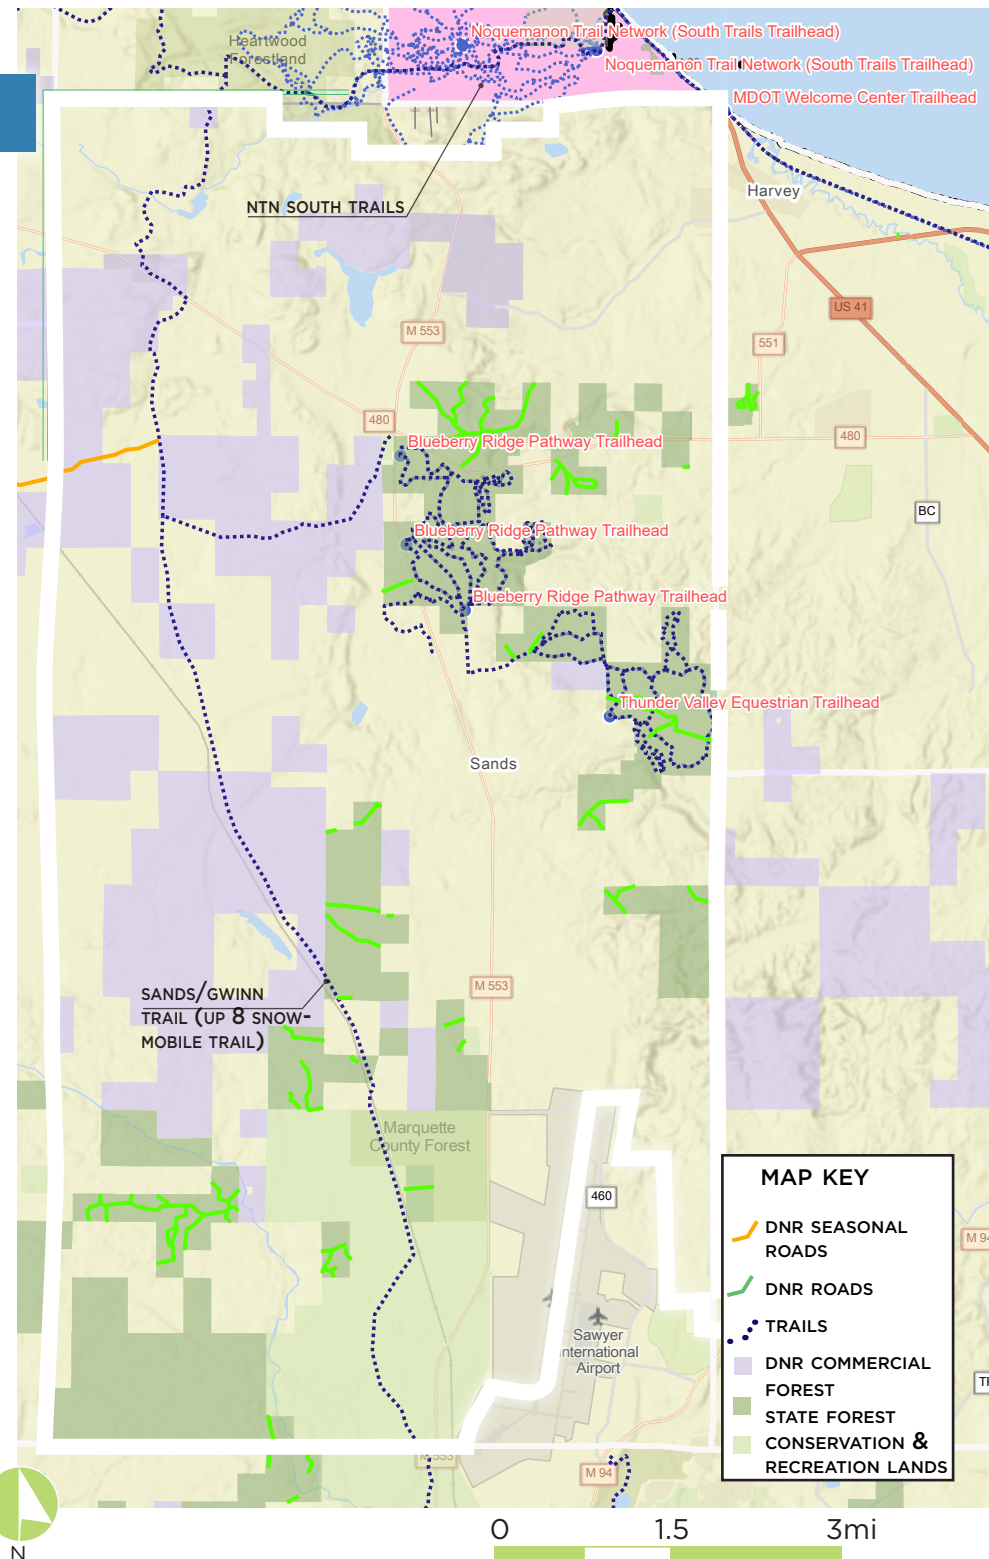 Heartwood
Forestland
Noquemanon Trail Network (South Trails Trailhead)
Noquemanon Trail Network (South Trails Trailhead)
MDOT Welcome Center Trailhead
Harvey
NTN SOUTH TRAILS
US 41
M 553
551
480
480
Blueberry Ridge Pathway Trailhead
BC
Blueberry Ridge Pathway Trailhead
Blueberry Ridge Pathway Trailhead
Thunder Valley Equestrian Trailhead
Sands
M 553
SANDS/GWINN
TRAIL (UP 8 SNOW-
MOBILE TRAIL)
Marquette
County Forest
460
MAP KEY
DNR SEASONAL
ROADS
DNR ROADS
TRAILS
DNR COMMERCIAL
FOREST
STATE FOREST
CONSERVATION &
RECREATION LANDS
M 94
Sawyer
International
Airport
M 553
M 94
N
0 1.5 3mi